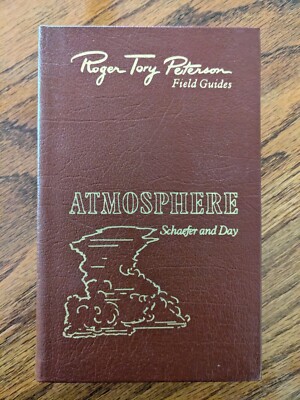 Roger Tory Peterson
Field Guides
ATMOSPHERE
Schaefer and Day